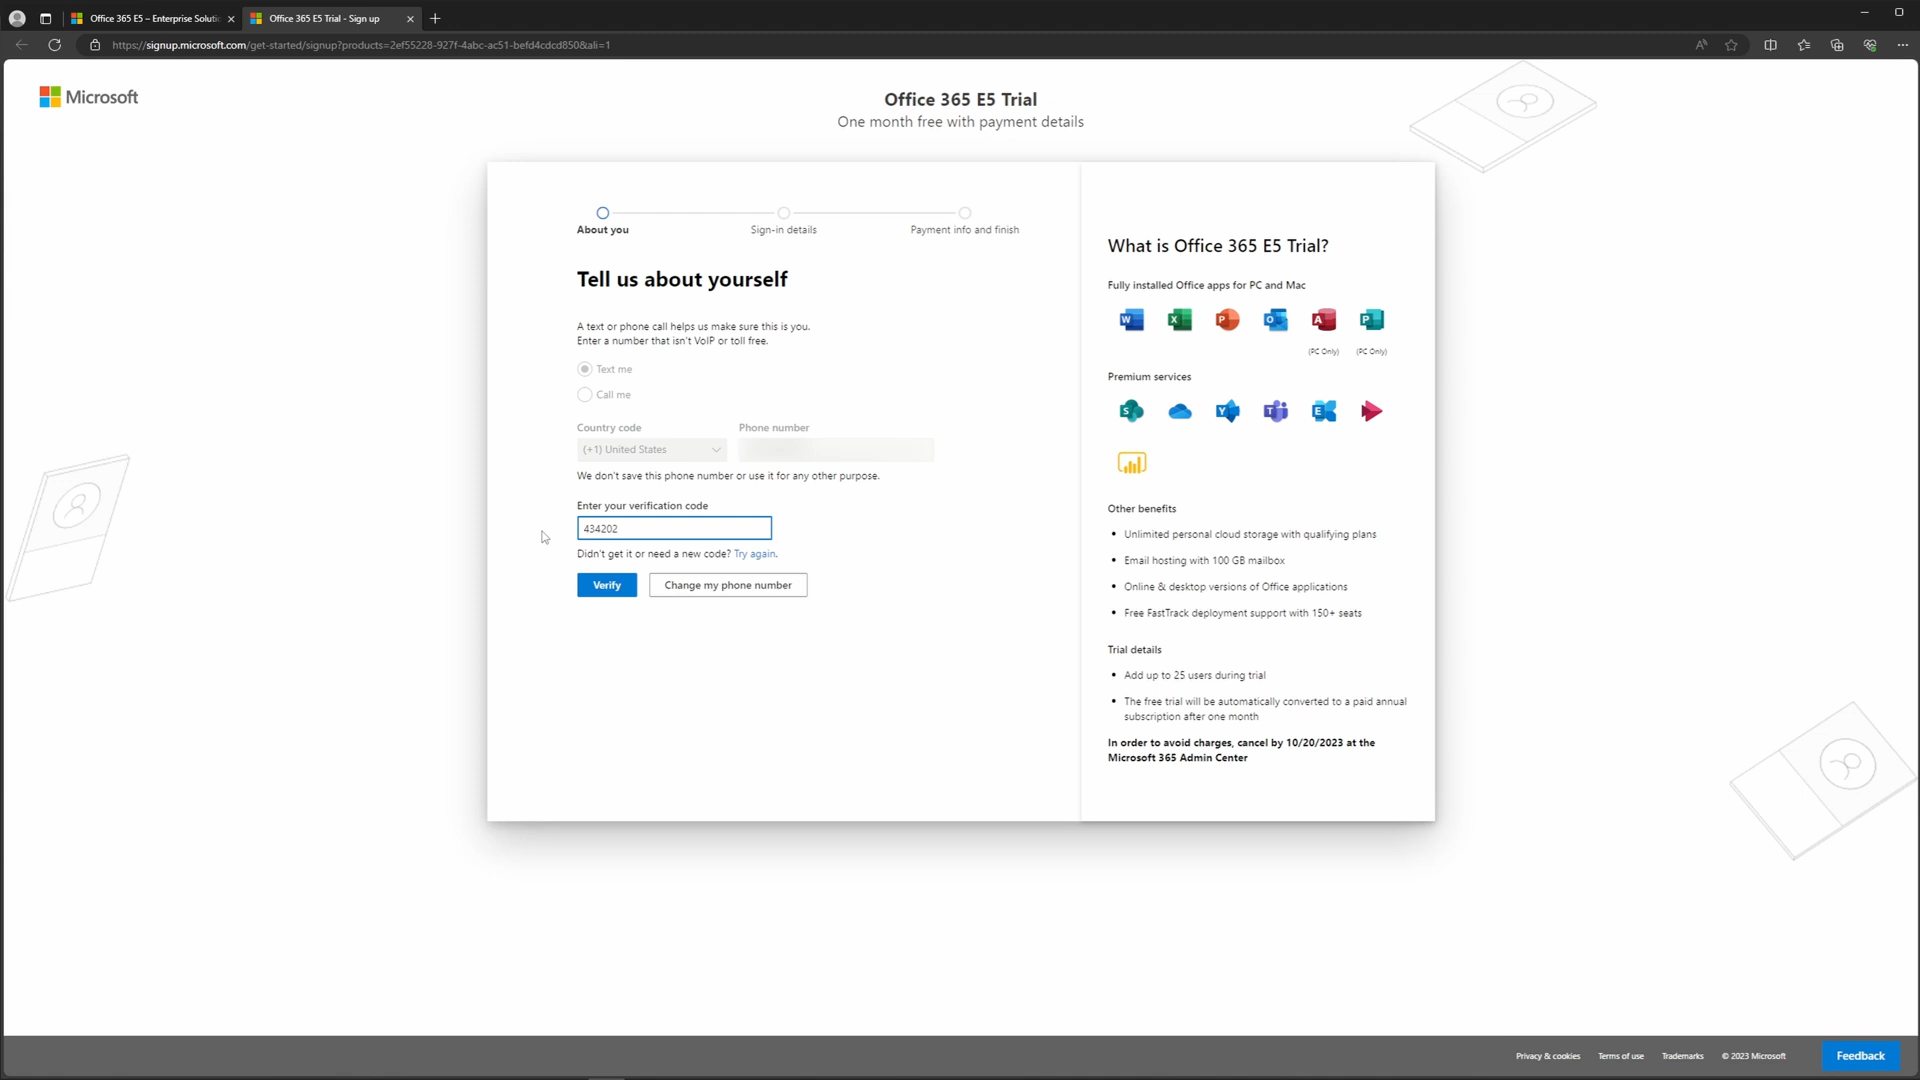 Office 365 E5 – Enterprise Soluti
Office 365 E5 Trial - Sign up
https://signup.microsoft.com/get-started/signup?products=2ef55228-927f-4abc-ac51-befd4cdcd850&ali=1
Microsoft
Office 365 E5 Trial
One month free with payment details
About you
Sign-in details
Payment info and finish
Tell us about yourself
A text or phone call helps us make sure this is you.
Enter a number that isn't VoIP or toll free.
Text me
Call me
Country code
Phone number
(+1) United States
We don't save this phone number or use it for any other purpose.
Enter your verification code
434202
Didn't get it or need a new code? Try again.
Verify
Change my phone number
What is Office 365 E5 Trial?
Fully installed Office apps for PC and Mac
W X P O A P
(PC Only) (PC Only)
Premium services
S Y T E
Other benefits
• Unlimited personal cloud storage with qualifying plans
• Email hosting with 100 GB mailbox
• Online & desktop versions of Office applications
• Free FastTrack deployment support with 150+ seats
Trial details
• Add up to 25 users during trial
• The free trial will be automatically converted to a paid annual
subscription after one month
In order to avoid charges, cancel by 10/20/2023 at the
Microsoft 365 Admin Center
Privacy & cookies
Terms of use
Trademarks
© 2023 Microsoft
Feedback